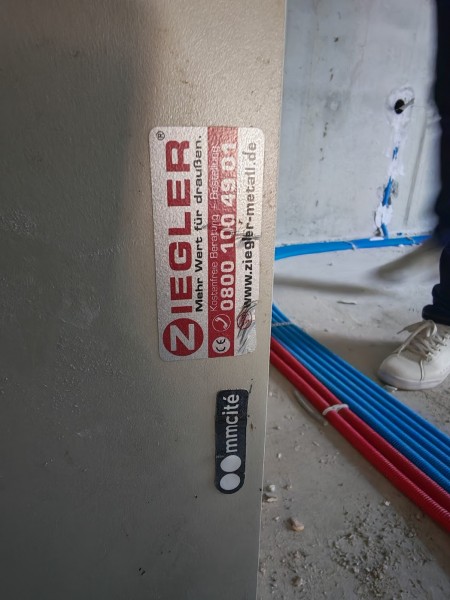 ZIEGLER®
Mehr Wert für draußen.
Kostenfreie Beratung + Bestellung
0800 100 49 01
CE www.ziegler-metall.de
mmcité